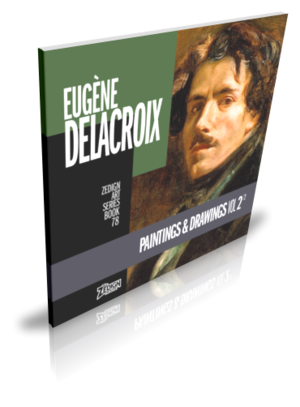 EUGÈNE
DELACROIX
ZEDIGN
ART
SERIES
BOOK
78
PAINTINGS & DRAWINGS VOL 2